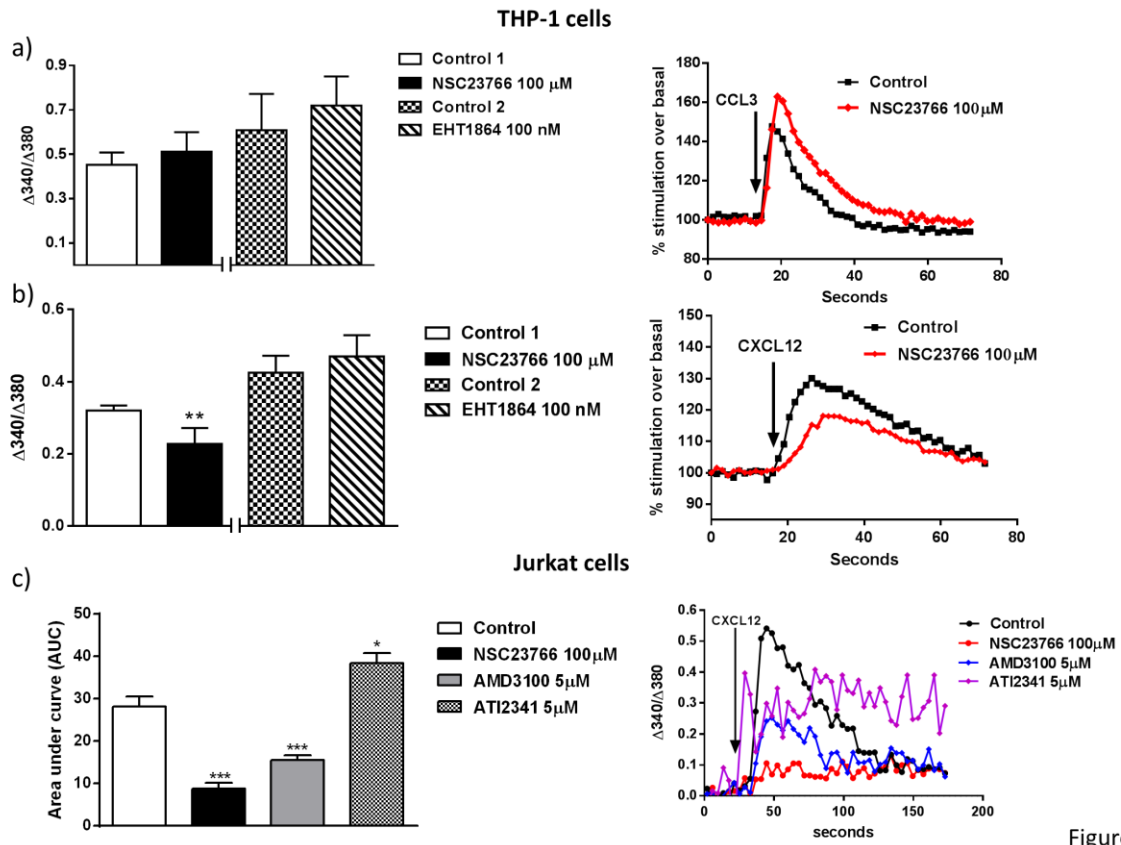 THP-1 cells
a)
Δ340/Δ380
0.9
0.7
0.5
0.3
0.1
Control 1
NSC23766 100 μM
Control 2
EHT1864 100 nM
% stimulation over basal
180
160
140
120
100
80
CCL3
Control
NSC23766 100μM
0 20 40 60 80
Seconds
b)
Δ340/Δ380
0.6
0.4
0.2
0.0
**
Control 1
NSC23766 100 μM
Control 2
EHT1864 100 nM
% stimulation over basal
150
140
130
120
110
100
90
CXCL12
Control
NSC23766 100μM
0 20 40 60 80
Seconds
Jurkat cells
c)
Area under curve (AUC)
50
40
30
20
10
0
***
***
*
Control
NSC23766 100μM
AMD3100 5μM
ATI2341 5μM
Δ340/Δ380
0.6
0.5
0.4
0.3
0.2
0.1
0.0
CXCL12
Control
NSC23766 100μM
AMD3100 5μM
ATI2341 5μM
0 50 100 150 200
seconds
Figure